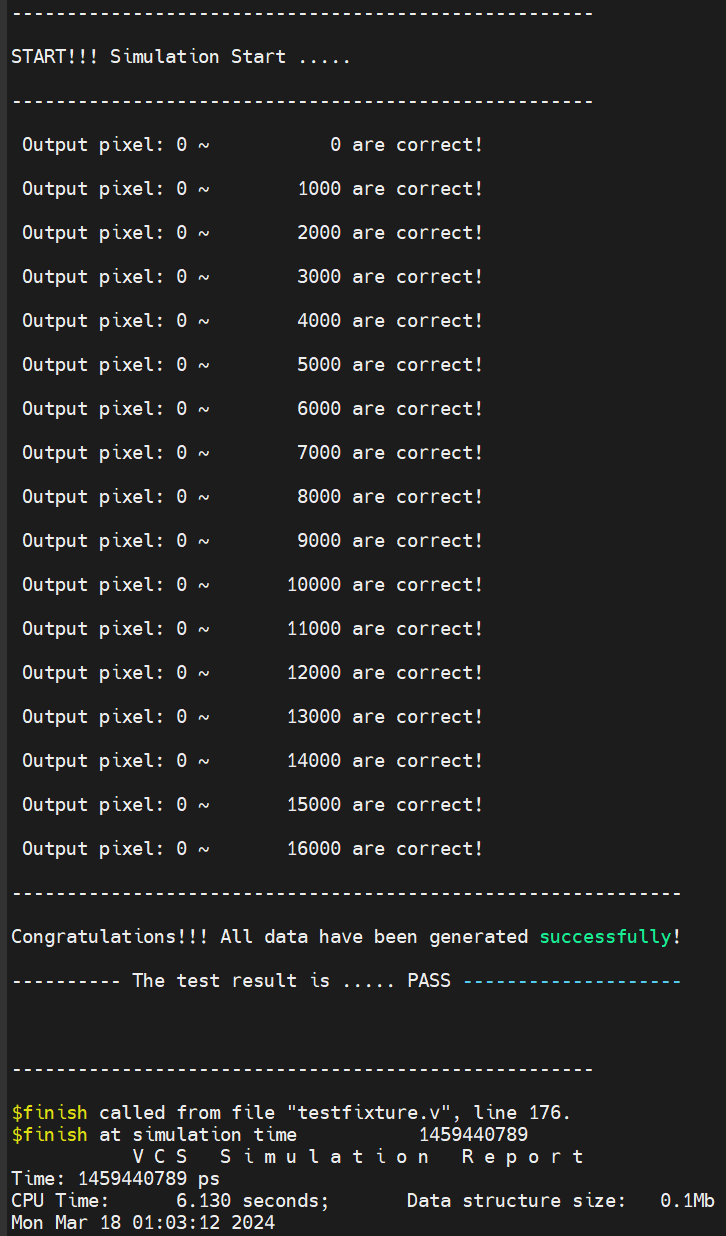 -----------------------------------------------------
START!!! Simulation Start .....
-----------------------------------------------------
Output pixel: 0 ~           0 are correct!
Output pixel: 0 ~        1000 are correct!
Output pixel: 0 ~        2000 are correct!
Output pixel: 0 ~        3000 are correct!
Output pixel: 0 ~        4000 are correct!
Output pixel: 0 ~        5000 are correct!
Output pixel: 0 ~        6000 are correct!
Output pixel: 0 ~        7000 are correct!
Output pixel: 0 ~        8000 are correct!
Output pixel: 0 ~        9000 are correct!
Output pixel: 0 ~       10000 are correct!
Output pixel: 0 ~       11000 are correct!
Output pixel: 0 ~       12000 are correct!
Output pixel: 0 ~       13000 are correct!
Output pixel: 0 ~       14000 are correct!
Output pixel: 0 ~       15000 are correct!
Output pixel: 0 ~       16000 are correct!
-------------------------------------------------------------
Congratulations!!! All data have been generated successfully!
---------- The test result is ..... PASS --------------------
-----------------------------------------------------
$finish called from file "testfixture.v", line 176.
$finish at simulation time           1459440789
           V C S   S i m u l a t i o n   R e p o r t
Time: 1459440789 ps
CPU Time:      6.130 seconds;       Data structure size:   0.1Mb
Mon Mar 18 01:03:12 2024